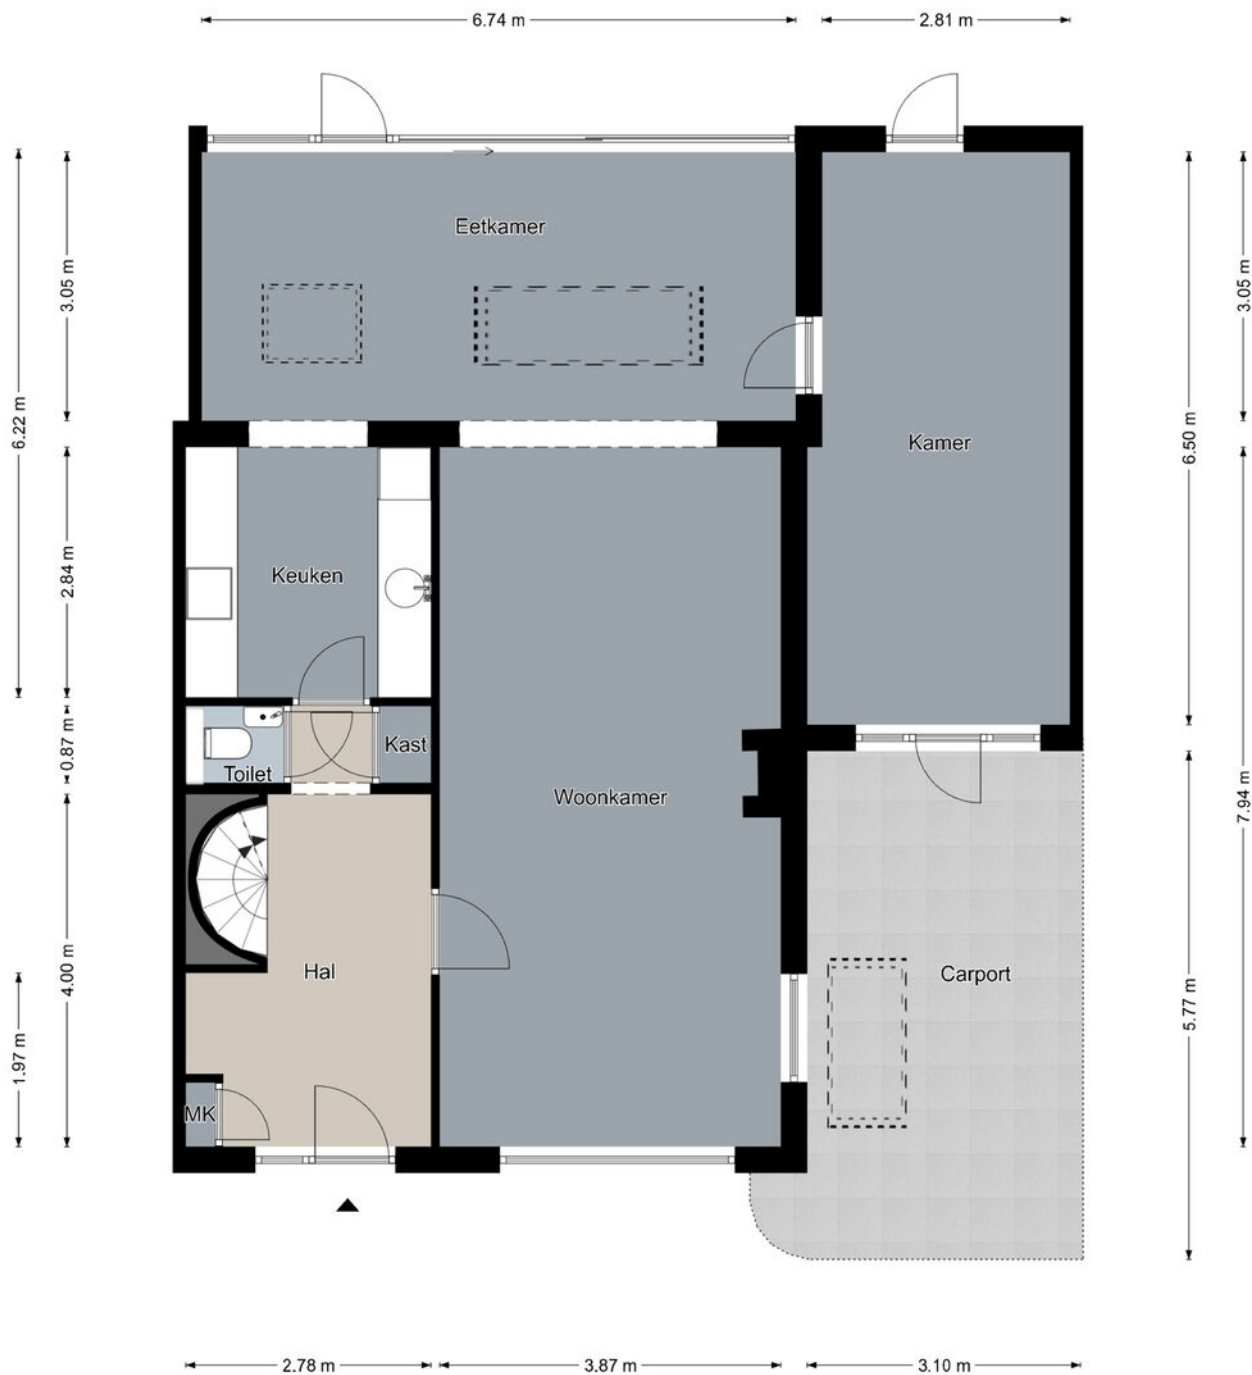 6.74 m
2.81 m
Eetkamer
3.05 m
3.05 m
6.22 m
6.50 m
Kamer
2.84 m
Keuken
0.87 m
Kast
Toilet
Woonkamer
7.94 m
4.00 m
Hal
Carport
5.77 m
1.97 m
MK
2.78 m
3.87 m
3.10 m